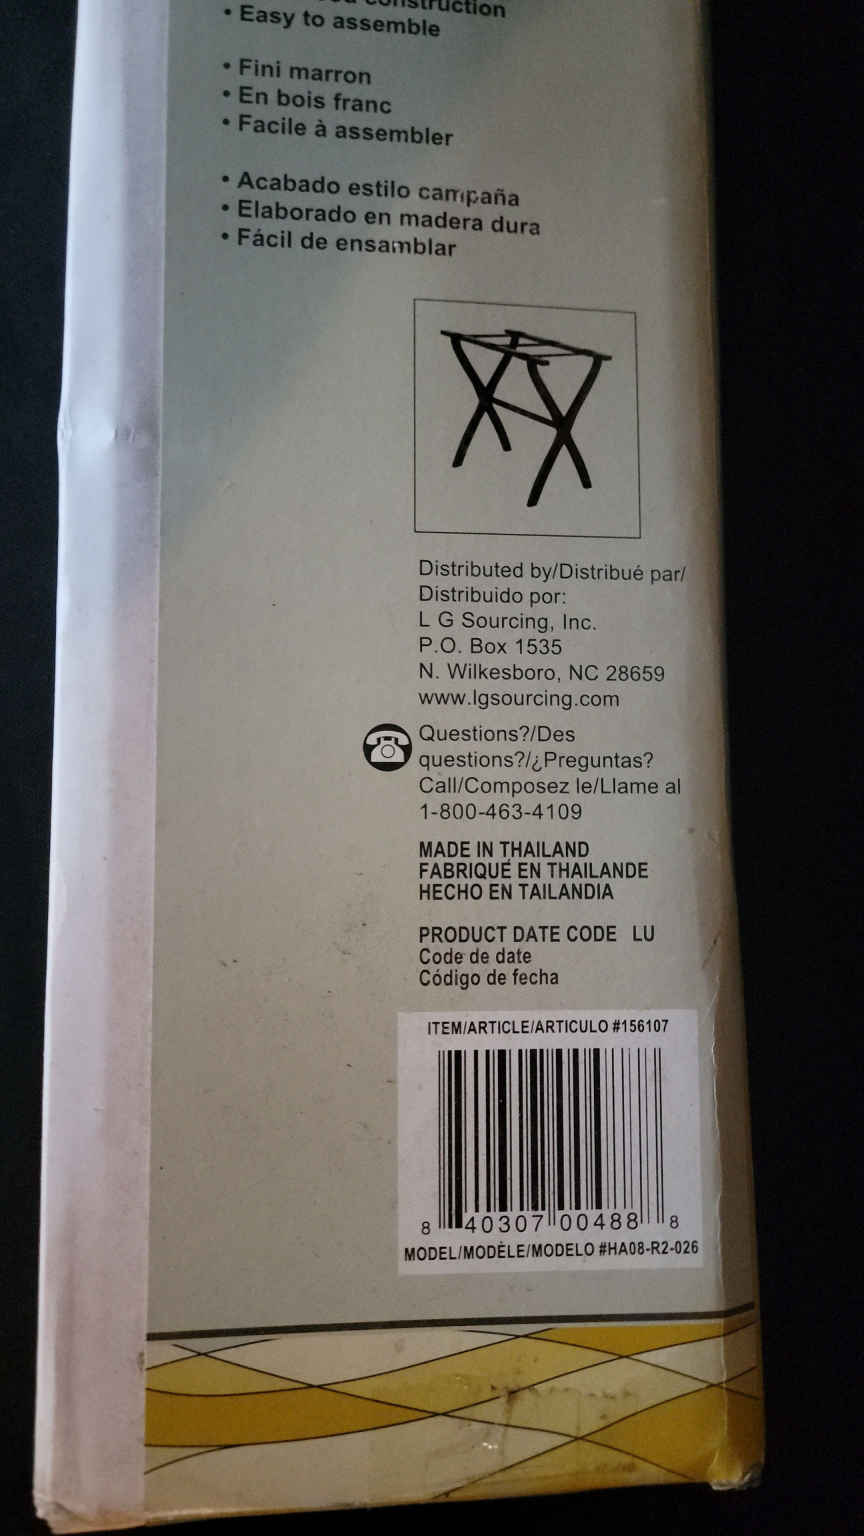 construction
• Easy to assemble
• Fini marron
• En bois franc
• Facile à assembler
• Acabado estilo campaña
• Elaborado en madera dura
• Fácil de ensamblar
Distributed by/Distribué par/
Distribuido por:
L G Sourcing, Inc.
P.O. Box 1535
N. Wilkesboro, NC 28659
www.lgsourcing.com
Questions?/Des
questions?/¿Preguntas?
Call/Composez le/Llame al
1-800-463-4109
MADE IN THAILAND
FABRIQUÉ EN THAILANDE
HECHO EN TAILANDIA
PRODUCT DATE CODE LU
Code de date
Código de fecha
ITEM/ARTICLE/ARTICULO #156107
8 40307 00488 8
MODEL/MODÈLE/MODELO #HA08-R2-026